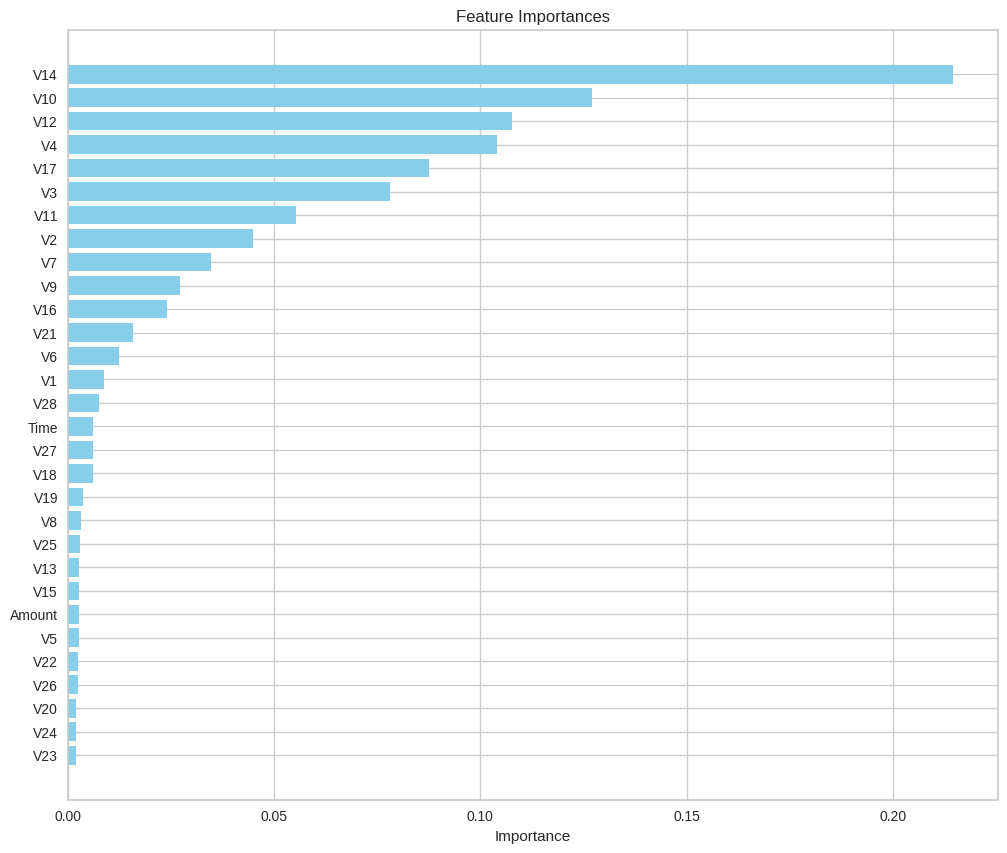 Feature Importances
V14
V10
V12
V4
V17
V3
V11
V2
V7
V9
V16
V21
V6
V1
V28
Time
V27
V18
V19
V8
V25
V13
V15
Amount
V5
V22
V26
V20
V24
V23
0.00 0.05 0.10 0.15 0.20
Importance